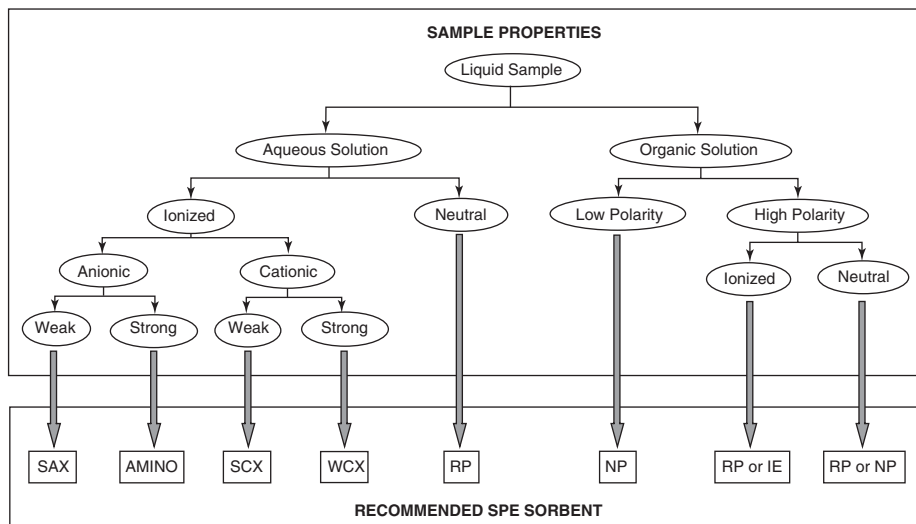 SAMPLE PROPERTIES
Liquid Sample
Aqueous Solution
Organic Solution
Ionized
Neutral
Low Polarity
High Polarity
Anionic
Cationic
Ionized
Neutral
Weak
Strong
Weak
Strong
SAX
AMINO
SCX
WCX
RP
NP
RP or IE
RP or NP
RECOMMENDED SPE SORBENT